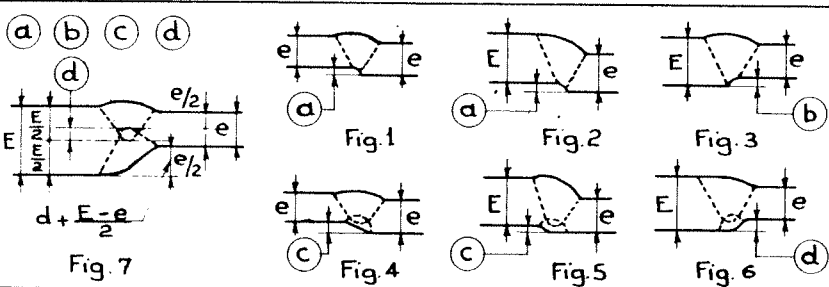 a b c d
d
E E/2 E/2 e/2 e e/2
d + E-e/2
Fig. 7
e e
a
Fig. 1
E e
a
Fig. 2
E e
b
Fig. 3
e e
c
Fig. 4
E e
c
Fig. 5
E e
d
Fig. 6